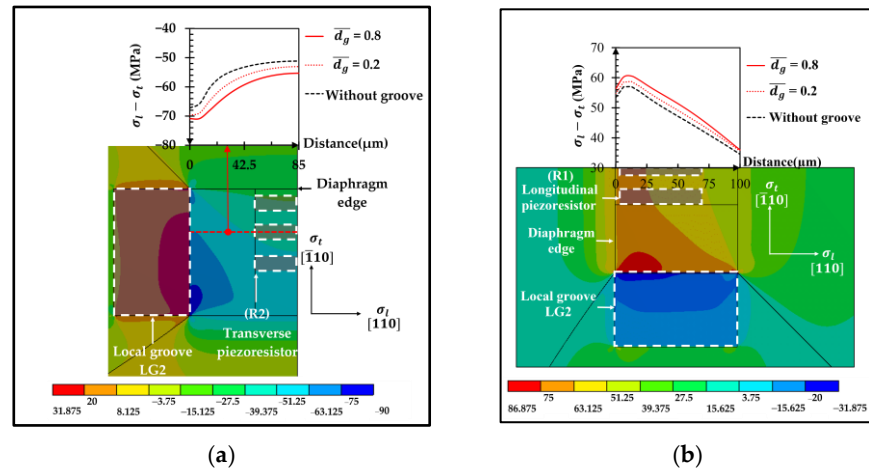 σₗ − σₜ (MPa)
−40
−50
−60
−70
−80
d̅g̅ = 0.8
d̅g̅ = 0.2
Without groove
Distance(µm)
0
42.5
85
Diaphragm
edge
σₜ
[1̅10]
(R2)
Transverse
piezoresistor
σₗ
[110]
Local groove
LG2
20 −3.75 −27.5 −51.25 −75
31.875 8.125 −15.125 −39.375 −63.125 −90
(a)
σₗ − σₜ (MPa)
70
60
50
40
30
d̅g̅ = 0.8
d̅g̅ = 0.2
Without groove
Distance(µm)
0 25 50 75 100
(R1)
Longitudinal
piezoresistor
σₜ
[1̅10]
Diaphragm
edge
σₗ
[110]
Local groove
LG2
75 51.25 27.5 3.75 -20
86.875 63.125 39.375 15.625 −15.625 −31.875
(b)